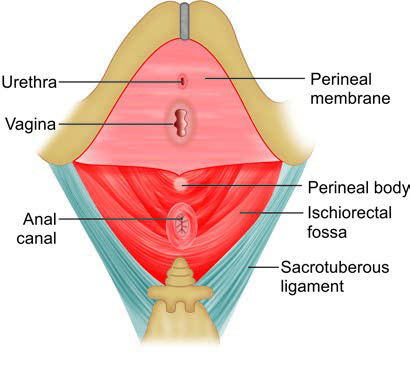 Urethra
Perineal
membrane
Vagina
Perineal body
Anal
canal
Ischiorectal
fossa
Sacrotuberous
ligament